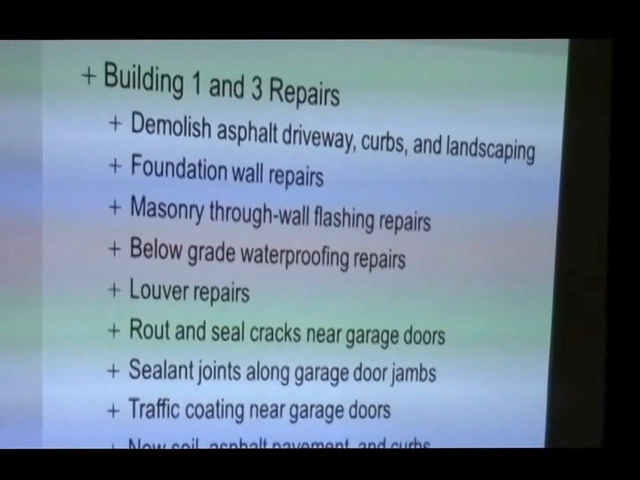 + Building 1 and 3 Repairs
+ Demolish asphalt driveway, curbs, and landscaping
+ Foundation wall repairs
+ Masonry through-wall flashing repairs
+ Below grade waterproofing repairs
+ Louver repairs
+ Rout and seal cracks near garage doors
+ Sealant joints along garage door jambs
+ Traffic coating near garage doors
+ New soil, asphalt pavement, and curbs